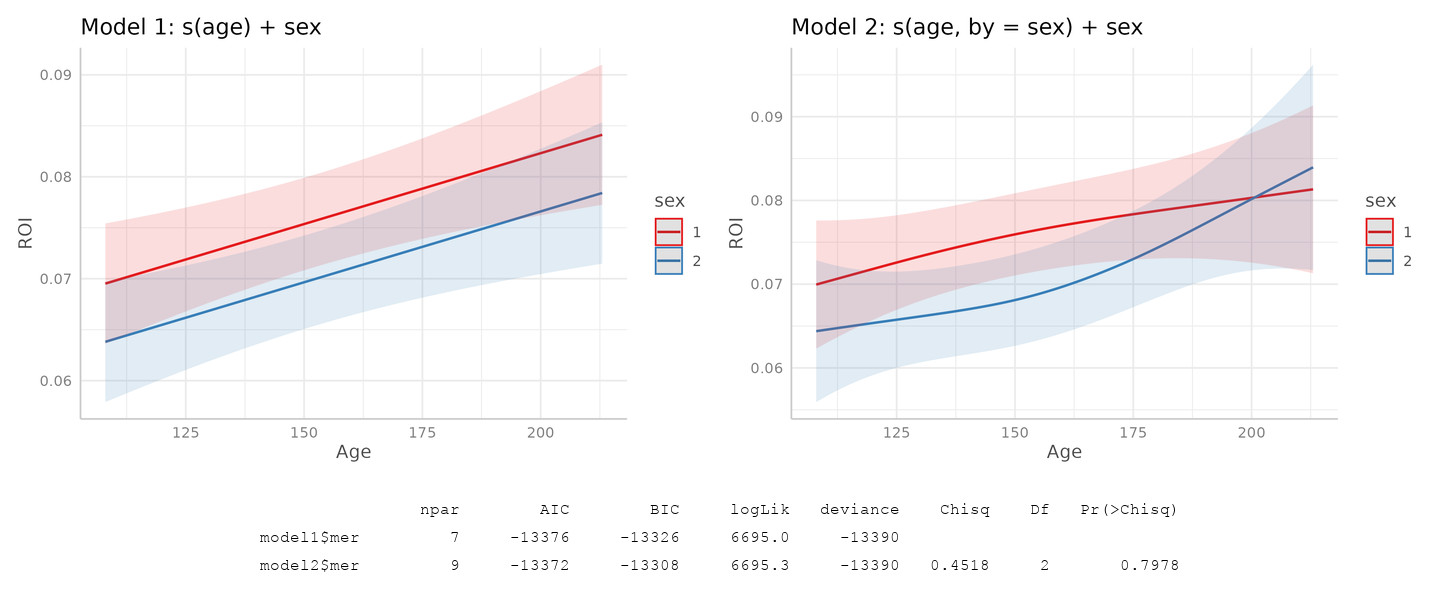 Model 1: s(age) + sex
0.09
0.08
0.07
0.06
ROI
125 150 175 200
Age
sex
1
2
Model 2: s(age, by = sex) + sex
0.09
0.08
0.07
0.06
ROI
125 150 175 200
Age
sex
1
2
npar AIC BIC logLik deviance Chisq Df Pr(>Chisq)
model1$mer 7 -13376 -13326 6695.0 -13390
model2$mer 9 -13372 -13308 6695.3 -13390 0.4518 2 0.7978